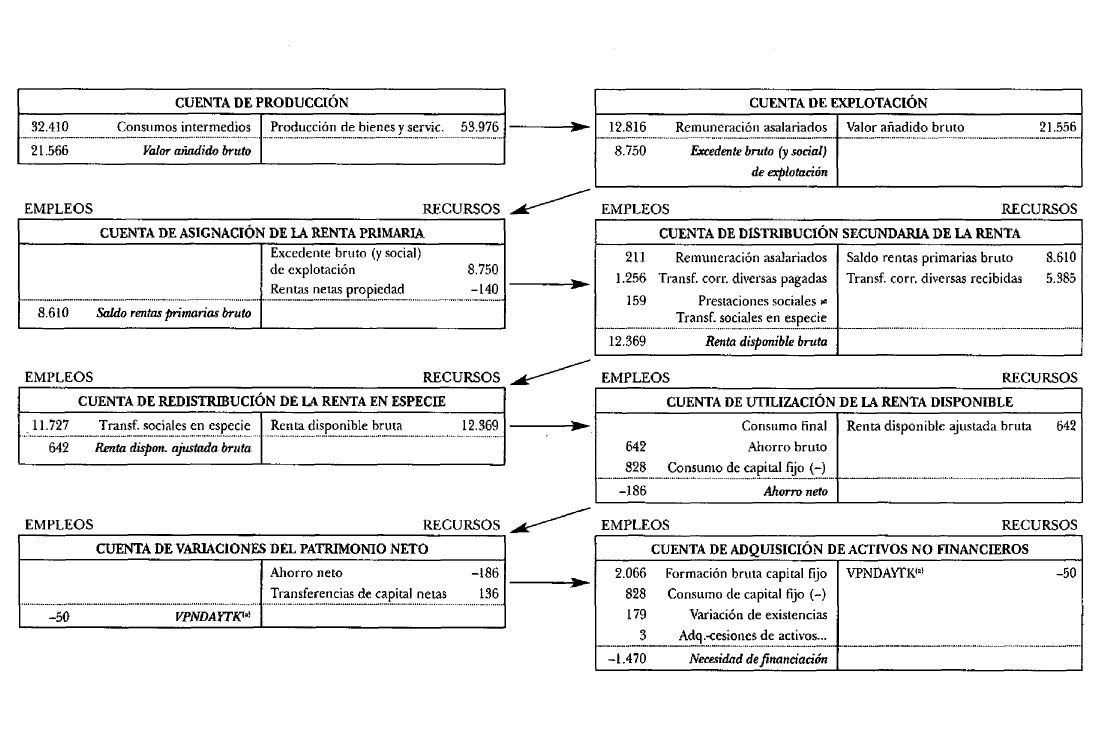 CUENTA DE PRODUCCIÓN
32.410 Consumos intermedios Producción de bienes y servic. 53.976
21.566 Valor añadido bruto
CUENTA DE EXPLOTACIÓN
12.816 Remuneración asalariados Valor añadido bruto 21.556
8.750 Excedente bruto (y social)
de explotación
EMPLEOS RECURSOS
CUENTA DE ASIGNACIÓN DE LA RENTA PRIMARIA
Excedente bruto (y social)
de explotación 8.750
Rentas netas propiedad –140
8.610 Saldo rentas primarias bruto
EMPLEOS RECURSOS
CUENTA DE DISTRIBUCIÓN SECUNDARIA DE LA RENTA
211 Remuneración asalariados Saldo rentas primarias bruto 8.610
1.256 Transf. corr. diversas pagadas Transf. corr. diversas recibidas 5.385
159 Prestaciones sociales ≠
Transf. sociales en especie
12.369 Renta disponible bruta
EMPLEOS RECURSOS
CUENTA DE REDISTRIBUCIÓN DE LA RENTA EN ESPECIE
11.727 Transf. sociales en especie Renta disponible bruta 12.369
642 Renta dispon. ajustada bruta
EMPLEOS RECURSOS
CUENTA DE UTILIZACIÓN DE LA RENTA DISPONIBLE
Consumo final Renta disponible ajustada bruta 642
642 Ahorro bruto
828 Consumo de capital fijo (–)
–186 Ahorro neto
EMPLEOS RECURSOS
CUENTA DE VARIACIONES DEL PATRIMONIO NETO
Ahorro neto –186
Transferencias de capital netas 136
–50 VPNDAYTK(a)
EMPLEOS RECURSOS
CUENTA DE ADQUISICIÓN DE ACTIVOS NO FINANCIEROS
2.066 Formación bruta capital fijo VPNDAYTK(a) –50
828 Consumo de capital fijo (–)
179 Variación de existencias
3 Adq.-cesiones de activos...
–1.470 Necesidad de financiación